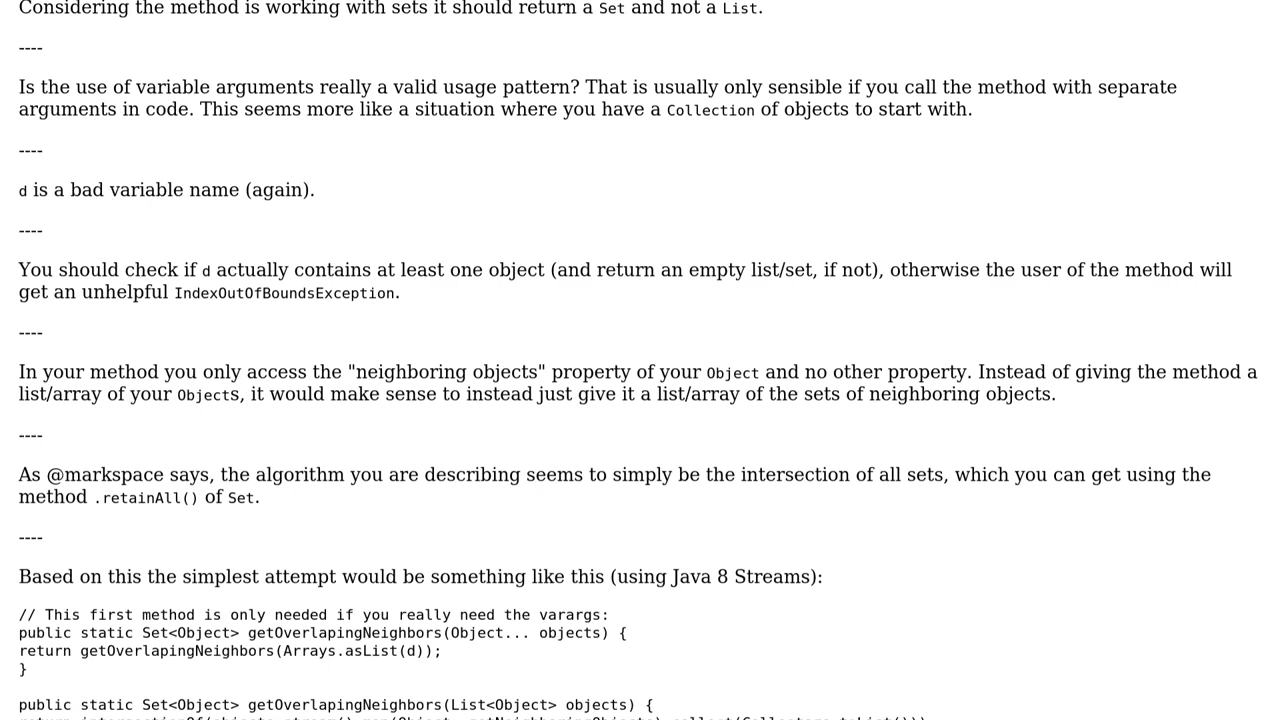 Considering the method is working with sets it should return a Set and not a List.
----
Is the use of variable arguments really a valid usage pattern? That is usually only sensible if you call the method with separate
arguments in code. This seems more like a situation where you have a Collection of objects to start with.
----
d is a bad variable name (again).
----
You should check if d actually contains at least one object (and return an empty list/set, if not), otherwise the user of the method will
get an unhelpful IndexOutOfBoundsException.
----
In your method you only access the "neighboring objects" property of your Object and no other property. Instead of giving the method a
list/array of your Objects, it would make sense to instead just give it a list/array of the sets of neighboring objects.
----
As @markspace says, the algorithm you are describing seems to simply be the intersection of all sets, which you can get using the
method .retainAll() of Set.
----
Based on this the simplest attempt would be something like this (using Java 8 Streams):
// This first method is only needed if you really need the varargs:
public static Set<Object> getOverlapingNeighbors(Object... objects) {
return getOverlapingNeighbors(Arrays.asList(d));
}
public static Set<Object> getOverlapingNeighbors(List<Object> objects) {